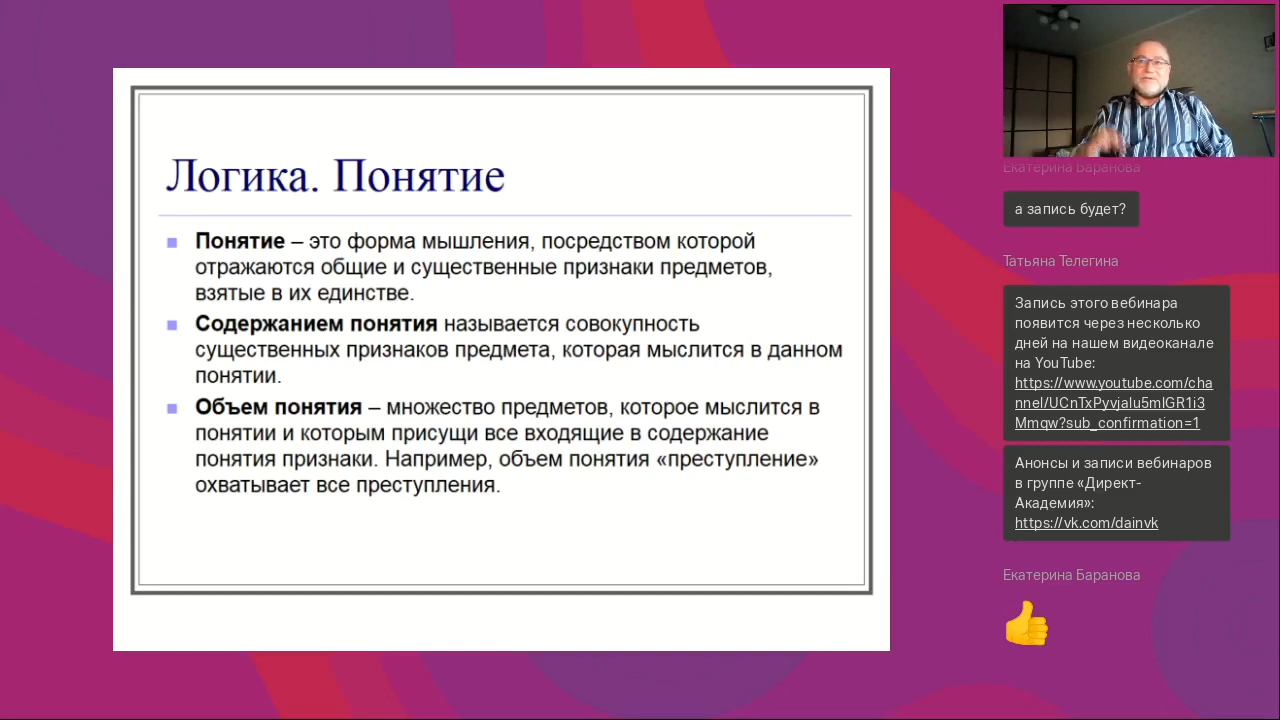 Логика. Понятие
Понятие – это форма мышления, посредством которой
отражаются общие и существенные признаки предметов,
взятые в их единстве.
Содержанием понятия называется совокупность
существенных признаков предмета, которая мыслится в данном
понятии.
Объем понятия – множество предметов, которое мыслится в
понятии и которым присущи все входящие в содержание
понятия признаки. Например, объем понятия «преступление»
охватывает все преступления.
Екатерина Баранова
а запись будет?
Татьяна Телегина
Запись этого вебинара
появится через несколько
дней на нашем видеоканале
на YouTube:
https://www.youtube.com/cha
nnel/UCnTxPyvjalu5mlGR1i3
Mmqw?sub_confirmation=1
Анонсы и записи вебинаров
в группе «Директ-
Академия»:
https://vk.com/dainvk
Екатерина Баранова